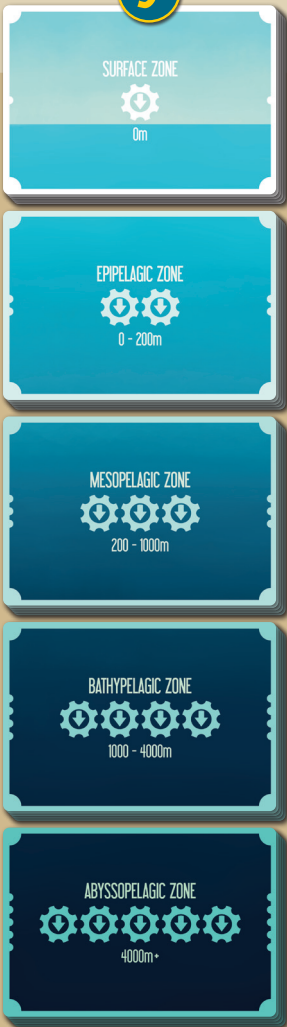 SURFACE ZONE
0m
EPIPELAGIC ZONE
0 - 200m
MESOPELAGIC ZONE
200 - 1000m
BATHYPELAGIC ZONE
1000 - 4000m
ABYSSOPELAGIC ZONE
4000m+